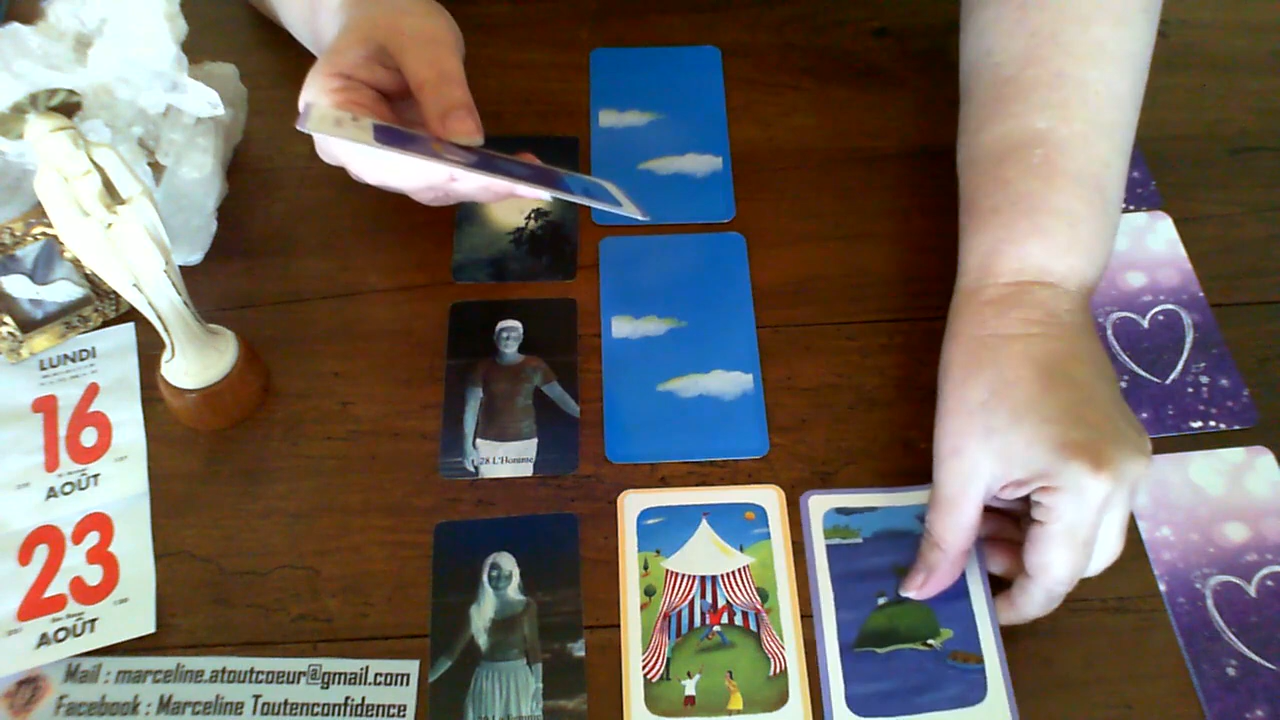 LUNDI
16
AOÛT
23
AOÛT
Mail : marceline.atoutcoeur@gmail.com
Facebook : Marceline Toutenconfidence
28 L'Homme